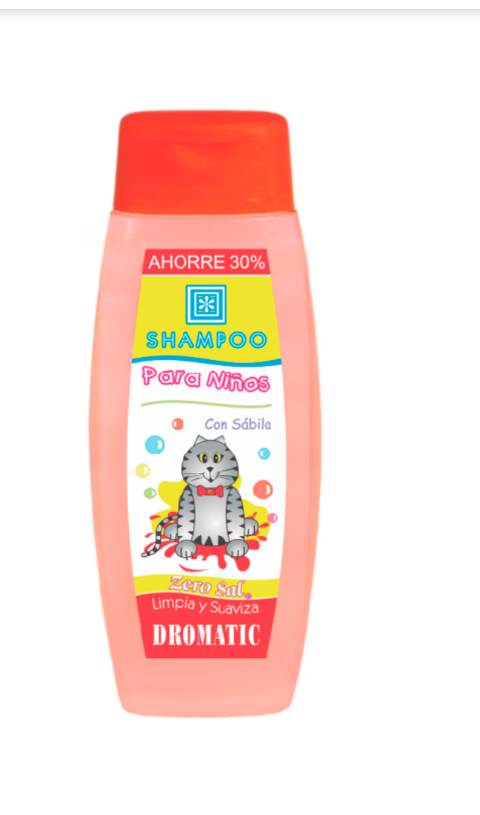 AHORRE 30%
SHAMPOO
Para Niños
Con Sábila
Zero Sal
Limpia y Suaviza
DROMATIC